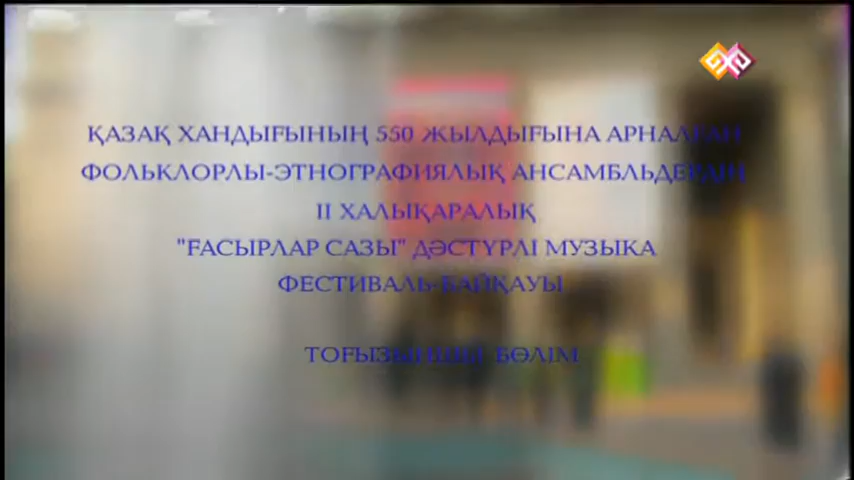 ҚАЗАҚ ХАНДЫҒЫНЫҢ 550 ЖЫЛДЫҒЫНА АРНАЛҒАН
ФОЛЬКЛОРЛЫ-ЭТНОГРАФИЯЛЫҚ АНСАМБЛЬДЕРДІҢ
II ХАЛЫҚАРАЛЫҚ
"ҒАСЫРЛАР САЗЫ" ДӘСТҮРЛІ МУЗЫКА
ФЕСТИВАЛЬ-БАЙҚАУЫ
ТОҒЫЗЫНШЫ БӨЛІМ